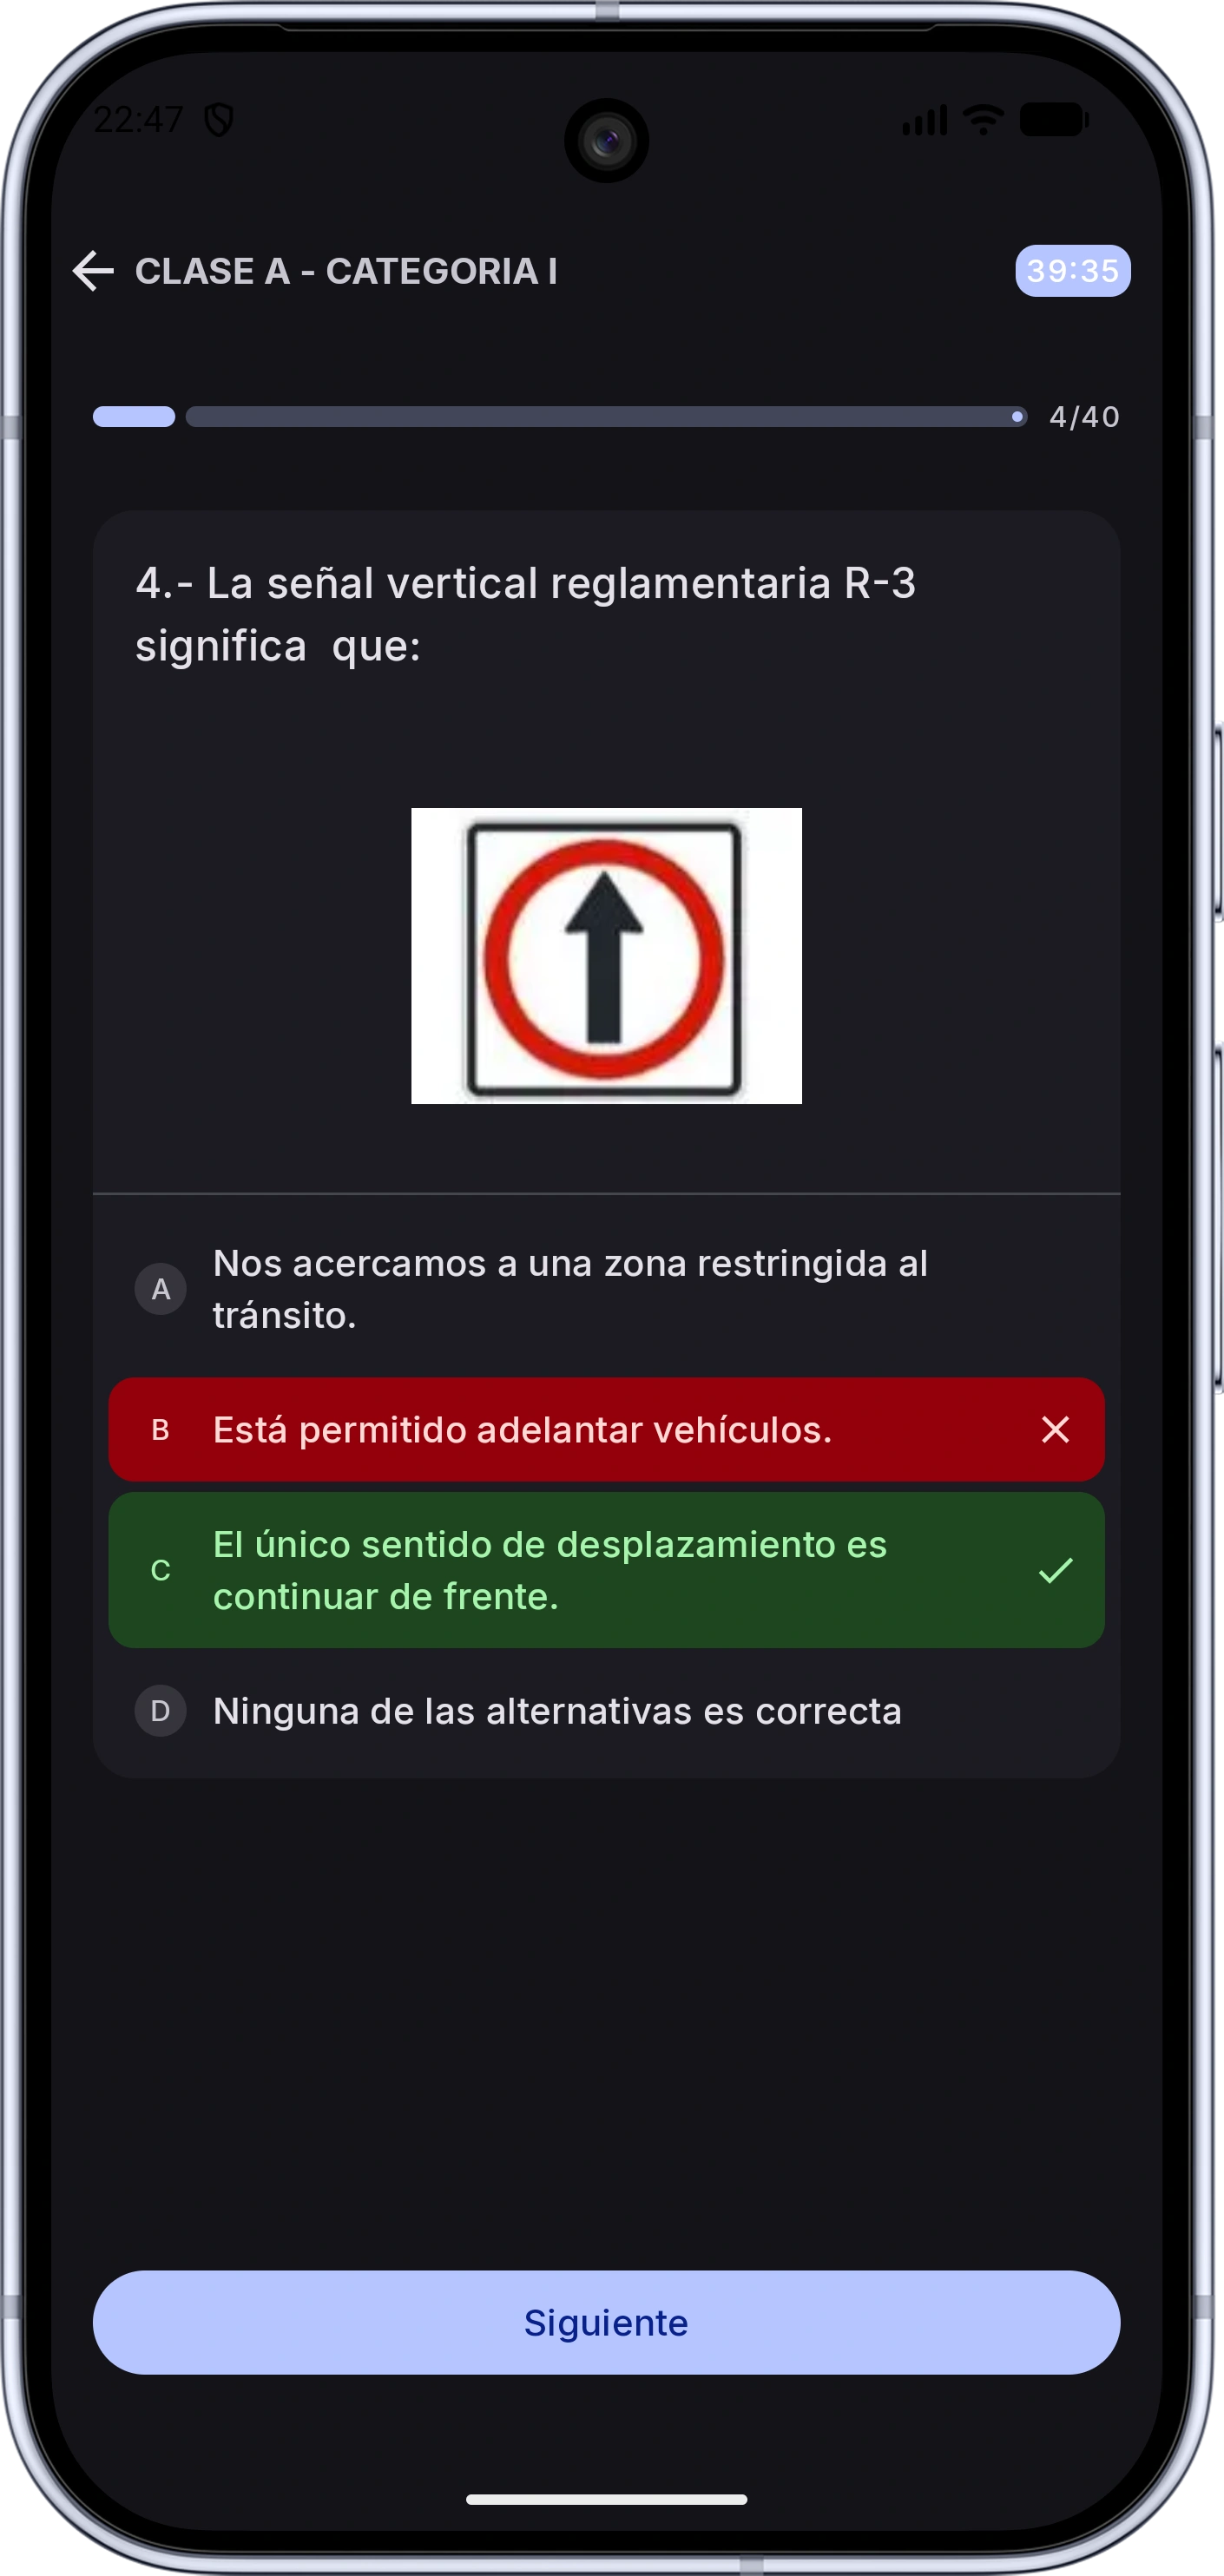 22:47
CLASE A - CATEGORIA I
39:35
4/40
4.- La señal vertical reglamentaria R-3
significa  que:
A
Nos acercamos a una zona restringida al
tránsito.
B
Está permitido adelantar vehículos.
C
El único sentido de desplazamiento es
continuar de frente.
D
Ninguna de las alternativas es correcta
Siguiente